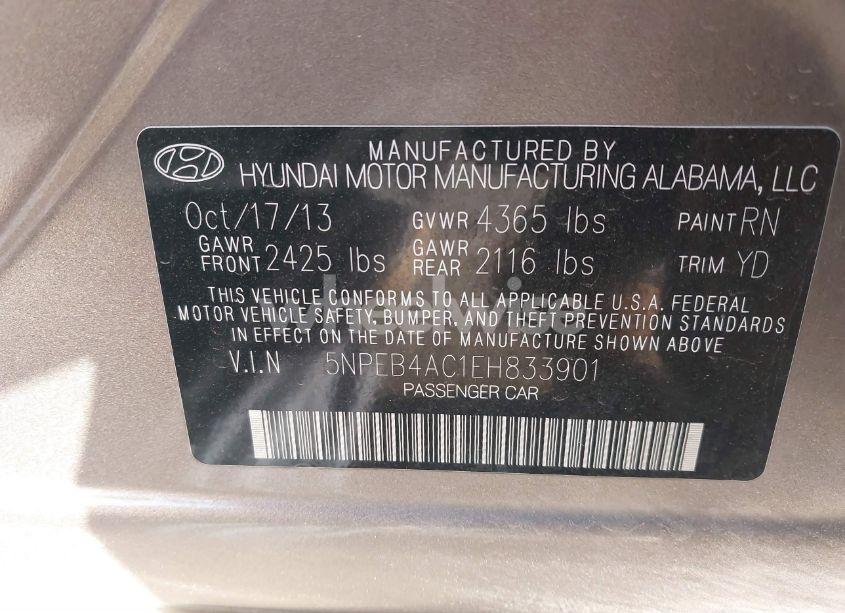 MANUFACTURED BY
HYUNDAI MOTOR MANUFACTURING ALABAMA, LLC
Oct/17/13 GVWR 4365 lbs PAINT RN
GAWR FRONT 2425 lbs GAWR REAR 2116 lbs TRIM YD
THIS VEHICLE CONFORMS TO ALL APPLICABLE U.S.A. FEDERAL
MOTOR VEHICLE SAFETY, BUMPER, AND THEFT PREVENTION STANDARDS
IN EFFECT ON THE DATE OF MANUFACTURE SHOWN ABOVE
V.I.N 5NPEB4AC1EH833901
PASSENGER CAR